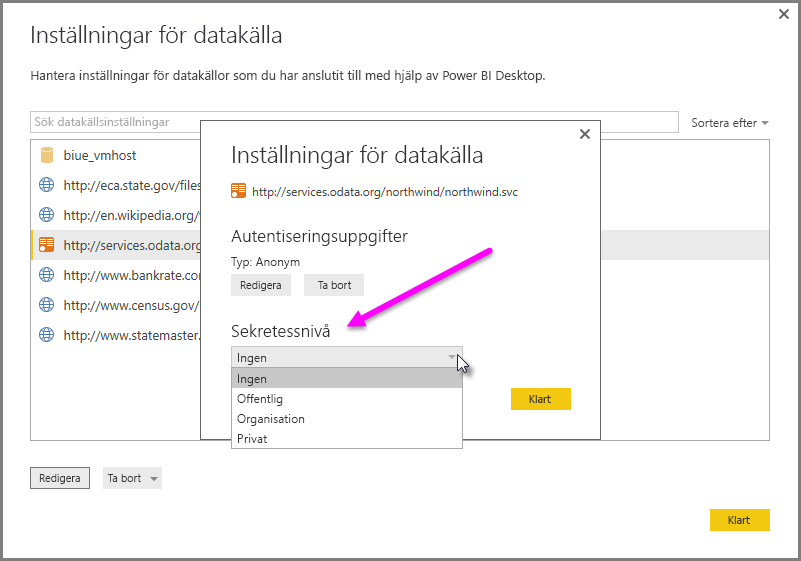 Inställningar för datakälla
Hantera inställningar för datakällor som du har anslutit till med hjälp av Power BI Desktop.
Sök datakällsinställningar
Sortera efter
biue_vmhost
http://eca.state.gov/files
http://en.wikipedia.org/
http://services.odata.org
http://www.bankrate.co
http://www.census.gov/
http://www.statemaster.
Inställningar för datakälla
http://services.odata.org/northwind/northwind.svc
Autentiseringsuppgifter
Typ: Anonym
Redigera
Ta bort
Sekretessnivå
Ingen
Ingen
Offentlig
Organisation
Privat
Klart
Redigera
Ta bort
Klart